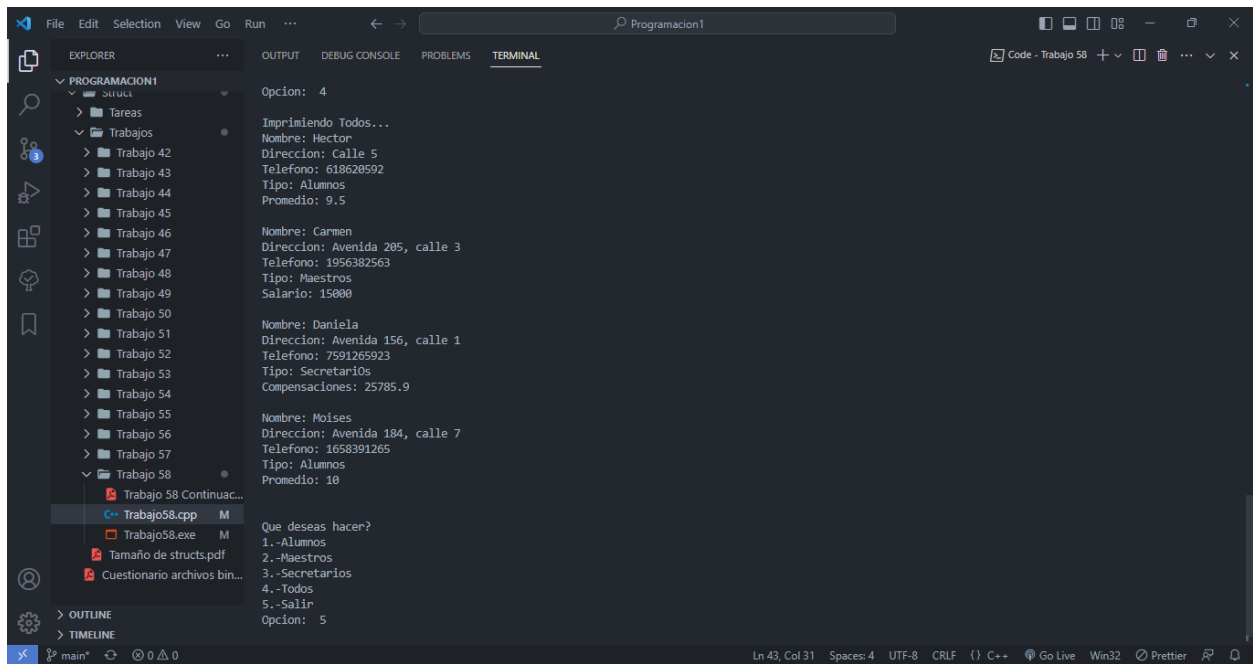 File Edit Selection View Go Run ...
Programacion1
EXPLORER
PROGRAMACION1
Struct
Tareas
Trabajos
Trabajo 42
Trabajo 43
Trabajo 44
Trabajo 45
Trabajo 46
Trabajo 47
Trabajo 48
Trabajo 49
Trabajo 50
Trabajo 51
Trabajo 52
Trabajo 53
Trabajo 54
Trabajo 55
Trabajo 56
Trabajo 57
Trabajo 58
Trabajo 58 Continuac...
Trabajo58.cpp M
Trabajo58.exe M
Tamaño de structs.pdf
Cuestionario archivos bin...
OUTLINE
TIMELINE
3
OUTPUT DEBUG CONSOLE PROBLEMS TERMINAL
Code - Trabajo 58
Opcion: 4
Imprimiendo Todos...
Nombre: Hector
Direccion: Calle 5
Telefono: 618620592
Tipo: Alumnos
Promedio: 9.5
Nombre: Carmen
Direccion: Avenida 205, calle 3
Telefono: 1956382563
Tipo: Maestros
Salario: 15000
Nombre: Daniela
Direccion: Avenida 156, calle 1
Telefono: 7591265923
Tipo: SecretariOs
Compensaciones: 25785.9
Nombre: Moises
Direccion: Avenida 184, calle 7
Telefono: 1658391265
Tipo: Alumnos
Promedio: 10
Que deseas hacer?
1.-Alumnos
2.-Maestros
3.-Secretarios
4.-Todos
5.-Salir
Opcion: 5
main* 0 0 Ln 43, Col 31 Spaces: 4 UTF-8 CRLF {} C++ Go Live Win32 Prettier